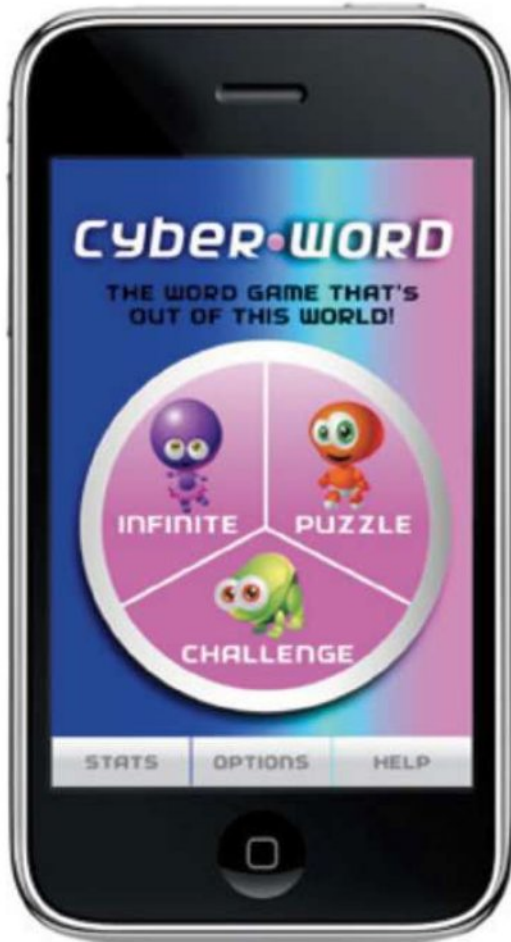 CYBER•WORD
THE WORD GAME THAT'S
OUT OF THIS WORLD!
INFINITE
PUZZLE
CHALLENGE
STATS
OPTIONS
HELP